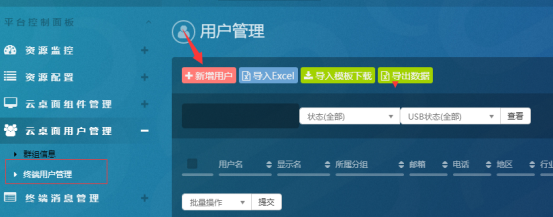 平台控制面板
资源监控
资源配置
云桌面组件管理
云桌面用户管理
群组信息
终端用户管理
终端消息管理
用户管理
新增用户 导入Excel 导入模板下载 导出数据
状态(全部) USB状态(全部) 查看
用户名 显示名 所属分组 邮箱 电话 地区 行业
批量操作 提交